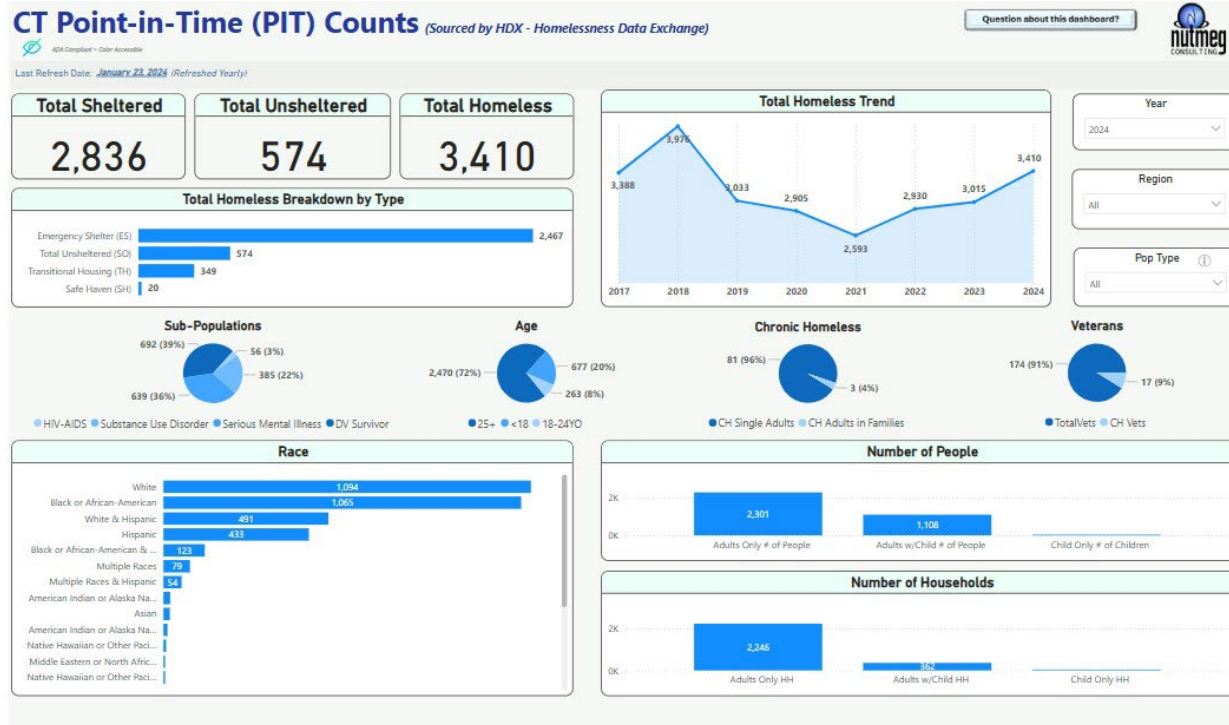 CT Point-in-Time (PIT) Counts (Sourced by HDX - Homelessness Data Exchange)
Question about this dashboard?
nutmeg
CONSULTING
ADA Compliant - Color Accessible
Last Refresh Date: January 23, 2024 (Refreshed Yearly)
Total Sheltered
2,836
Total Unsheltered
574
Total Homeless
3,410
Total Homeless Breakdown by Type
Emergency Shelter (ES) 2,467
Total Unsheltered (SO) 574
Transitional Housing (TH) 349
Safe Haven (SH) 20
Total Homeless Trend
3,388
3,976
3,033
2,905
2,593
2,930
3,015
3,410
2017 2018 2019 2020 2021 2022 2023 2024
Year
2024
Region
All
Pop Type
All
Sub-Populations
692 (39%)
56 (3%)
385 (22%)
639 (36%)
HIV-AIDS Substance Use Disorder Serious Mental Illness DV Survivor
Age
2,470 (72%)
677 (20%)
263 (8%)
25+ <18 18-24YO
Chronic Homeless
81 (96%)
3 (4%)
CH Single Adults CH Adults in Families
Veterans
174 (91%)
17 (9%)
TotalVets CH Vets
Race
White 1,094
Black or African-American 1,065
White & Hispanic 491
Hispanic 433
Black or African-American & ... 123
Multiple Races 79
Multiple Races & Hispanic 54
American Indian or Alaska Na...
Asian
American Indian or Alaska Na...
Native Hawaiian or Other Paci...
Middle Eastern or North Afric...
Native Hawaiian or Other Paci...
Number of People
2K
0K
2,301
1,108
Adults Only # of People Adults w/Child # of People Child Only # of Children
Number of Households
2K
0K
2,246
362
Adults Only HH Adults w/Child HH Child Only HH